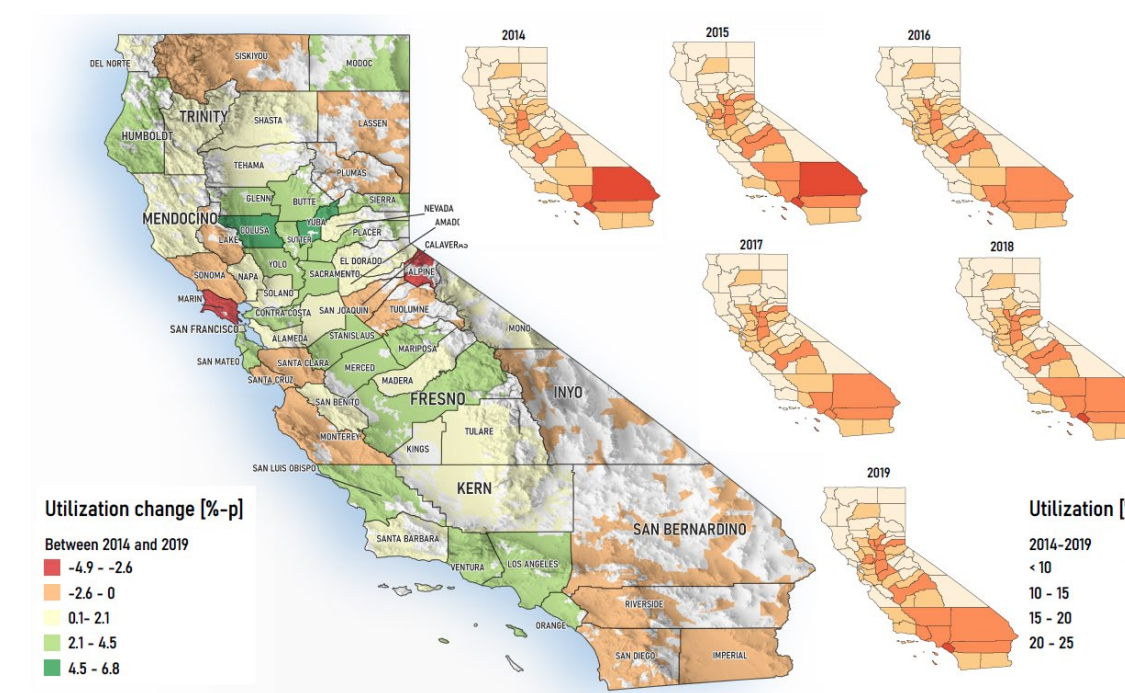 2014
2015
2016
DEL NORTE
SISKIYOU
MODOC
TRINITY
SHASTA
LASSEN
HUMBOLDT
TEHAMA
PLUMAS
GLENN
BUTTE
SIERRA
MENDOCINO
NEVADA
YUBA
COLUSA
AMADO
LAKE
SUTTER
PLACER
CALAVERAS
2017
2018
YOLO
EL DORADO
SONOMA
NAPA
SACRAMENTO
ALPINE
SOLANO
MARIN
CONTRA COSTA
SAN JOAQUIN
TUOLUMNE
SAN FRANCISCO
ALAMEDA
STANISLAUS
MONO
MARIPOSA
SAN MATEO
SANTA CLARA
MERCED
SANTA CRUZ
MADERA
SAN BENITO
FRESNO
INYO
MONTEREY
TULARE
KINGS
SAN LUIS OBISPO
2019
KERN
Utilization change [%-p]
Utilization [
SAN BERNARDINO
Between 2014 and 2019
SANTA BARBARA
2014-2019
-4.9 - -2.6
VENTURA
LOS ANGELES
< 10
-2.6 - 0
10 - 15
0.1- 2.1
RIVERSIDE
15 - 20
2.1 - 4.5
ORANGE
20 - 25
4.5 - 6.8
SAN DIEGO
IMPERIAL